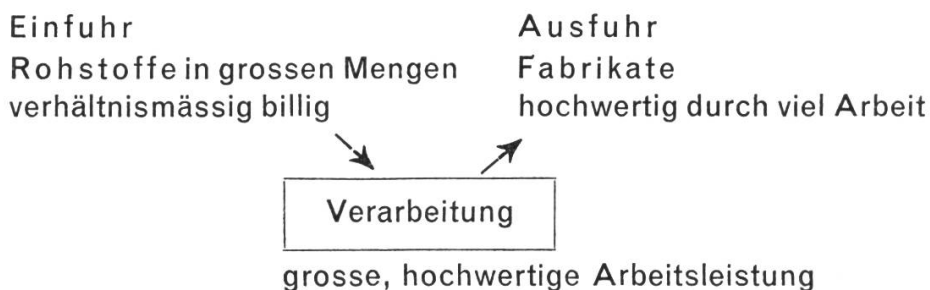 Einfuhr
Rohstoffe in grossen Mengen
verhältnismässig billig
Ausfuhr
Fabrikate
hochwertig durch viel Arbeit
Verarbeitung
grosse, hochwertige Arbeitsleistung